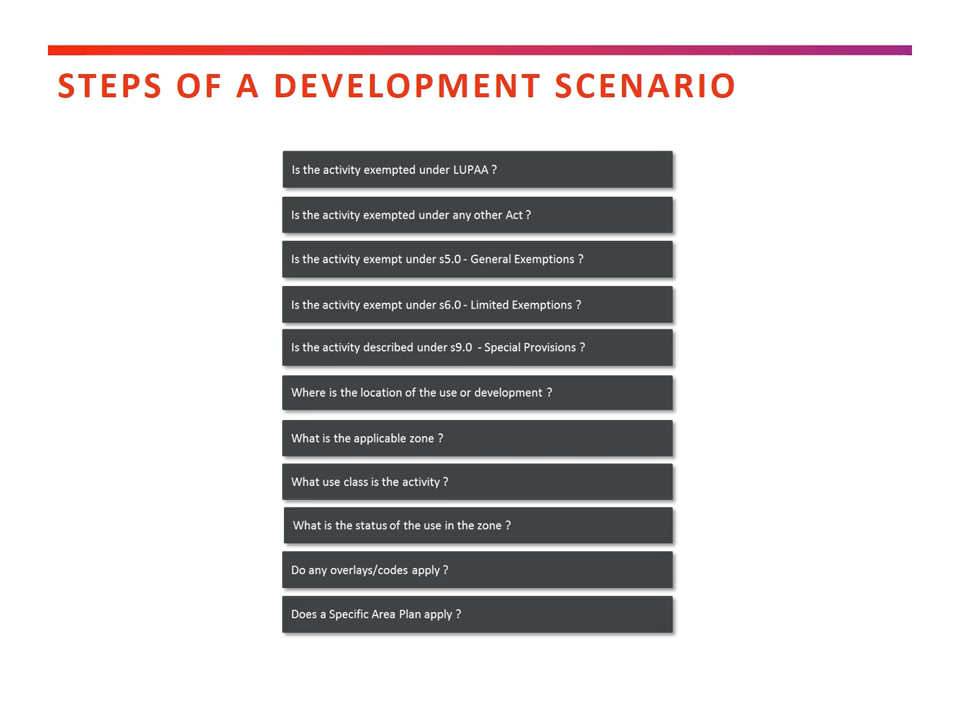 STEPS OF A DEVELOPMENT SCENARIO
Is the activity exempted under LUPAA ?
Is the activity exempted under any other Act ?
Is the activity exempt under s5.0 - General Exemptions ?
Is the activity exempt under s6.0 - Limited Exemptions ?
Is the activity described under s9.0 - Special Provisions ?
Where is the location of the use or development ?
What is the applicable zone ?
What use class is the activity ?
What is the status of the use in the zone ?
Do any overlays/codes apply ?
Does a Specific Area Plan apply ?